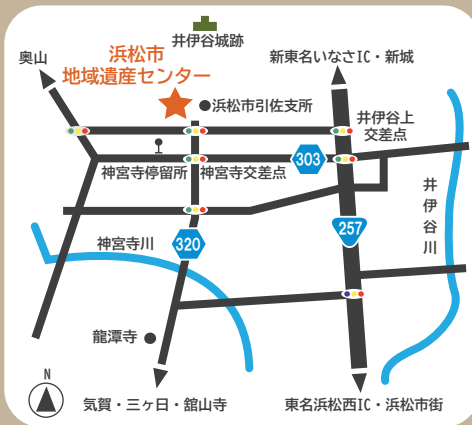 井伊谷城跡
奥山
浜松市
地域遺産センター
新東名いなさIC・新城
浜松市引佐支所
井伊谷上
交差点
神宮寺停留所
神宮寺交差点
303
井伊谷川
257
神宮寺川
320
龍潭寺
N
気賀・三ヶ日・舘山寺
東名浜松西IC・浜松市街